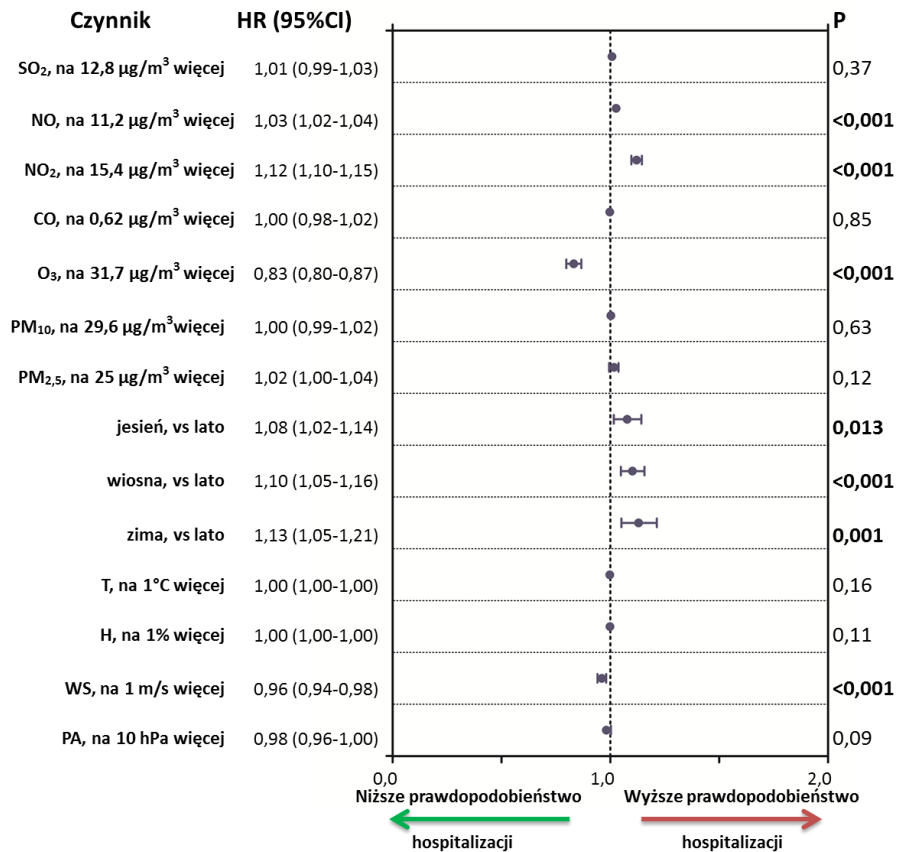 Czynnik HR (95%CI) P
SO₂, na 12,8 µg/m³ więcej 1,01 (0,99-1,03) 0,37
NO, na 11,2 µg/m³ więcej 1,03 (1,02-1,04) <0,001
NO₂, na 15,4 µg/m³ więcej 1,12 (1,10-1,15) <0,001
CO, na 0,62 µg/m³ więcej 1,00 (0,98-1,02) 0,85
O₃, na 31,7 µg/m³ więcej 0,83 (0,80-0,87) <0,001
PM₁₀, na 29,6 µg/m³więcej 1,00 (0,99-1,02) 0,63
PM₂,₅, na 25 µg/m³ więcej 1,02 (1,00-1,04) 0,12
jesień, vs lato 1,08 (1,02-1,14) 0,013
wiosna, vs lato 1,10 (1,05-1,16) <0,001
zima, vs lato 1,13 (1,05-1,21) 0,001
T, na 1°C więcej 1,00 (1,00-1,00) 0,16
H, na 1% więcej 1,00 (1,00-1,00) 0,11
WS, na 1 m/s więcej 0,96 (0,94-0,98) <0,001
PA, na 10 hPa więcej 0,98 (0,96-1,00) 0,09
0,0 1,0 2,0
Niższe prawdopodobieństwo Wyższe prawdopodobieństwo
hospitalizacji hospitalizacji